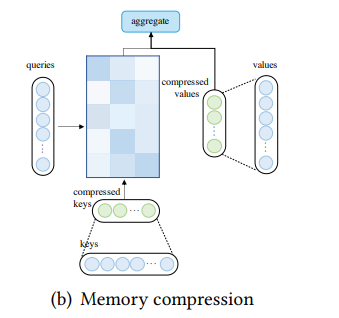 aggregate
queries
values
compressed
values
compressed
keys
keys
(b) Memory compression